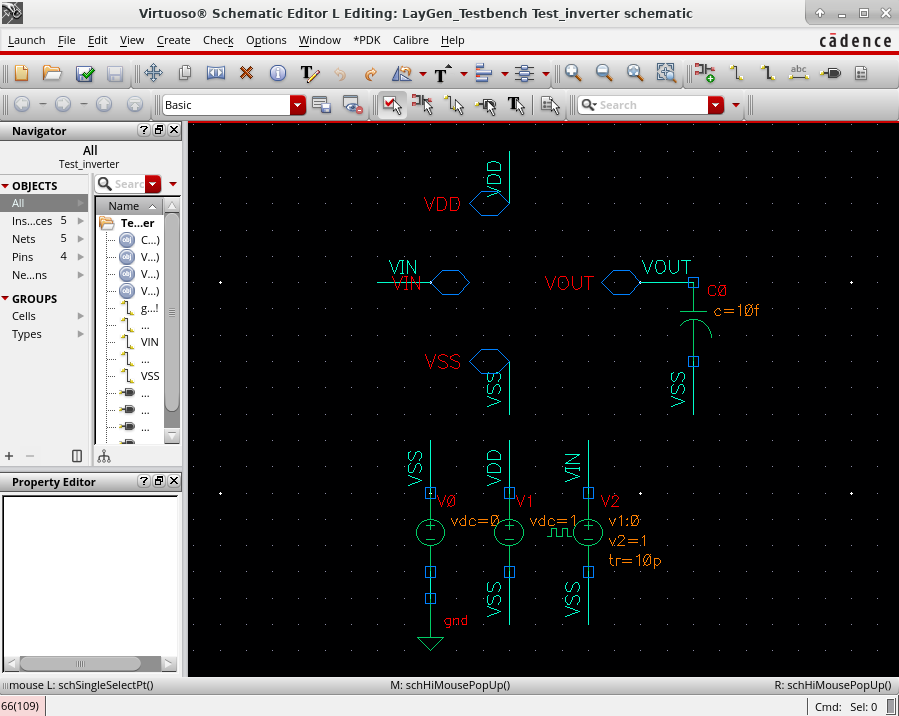 Virtuoso® Schematic Editor L Editing: LayGen_Testbench Test_inverter schematic
Launch File Edit View Create Check Options Window *PDK Calibre Help
cādence
abc
Basic
Search
Navigator
All
Test_inverter
OBJECTS
All
Ins...ces 5
Nets 5
Pins 4
Ne...ns
GROUPS
Cells
Types
Searc
Name
Te...er
C...)
V...)
V...)
V...)
g...!
...
VIN
...
VSS
...
...
...
Property Editor
VDD
VDD
VIN
VIN
VOUT
VOUT
C0
c=10f
VSS
VSS
VSS
VSS
VDD
VIN
V0
V1
V2
vdc=0
vdc=1
v1:0
v2=1
tr=10p
VSS
VSS
gnd
mouse L: schSingleSelectPt()
M: schHiMousePopUp()
R: schHiMousePopUp()
66(109)
Cmd: Sel: 0